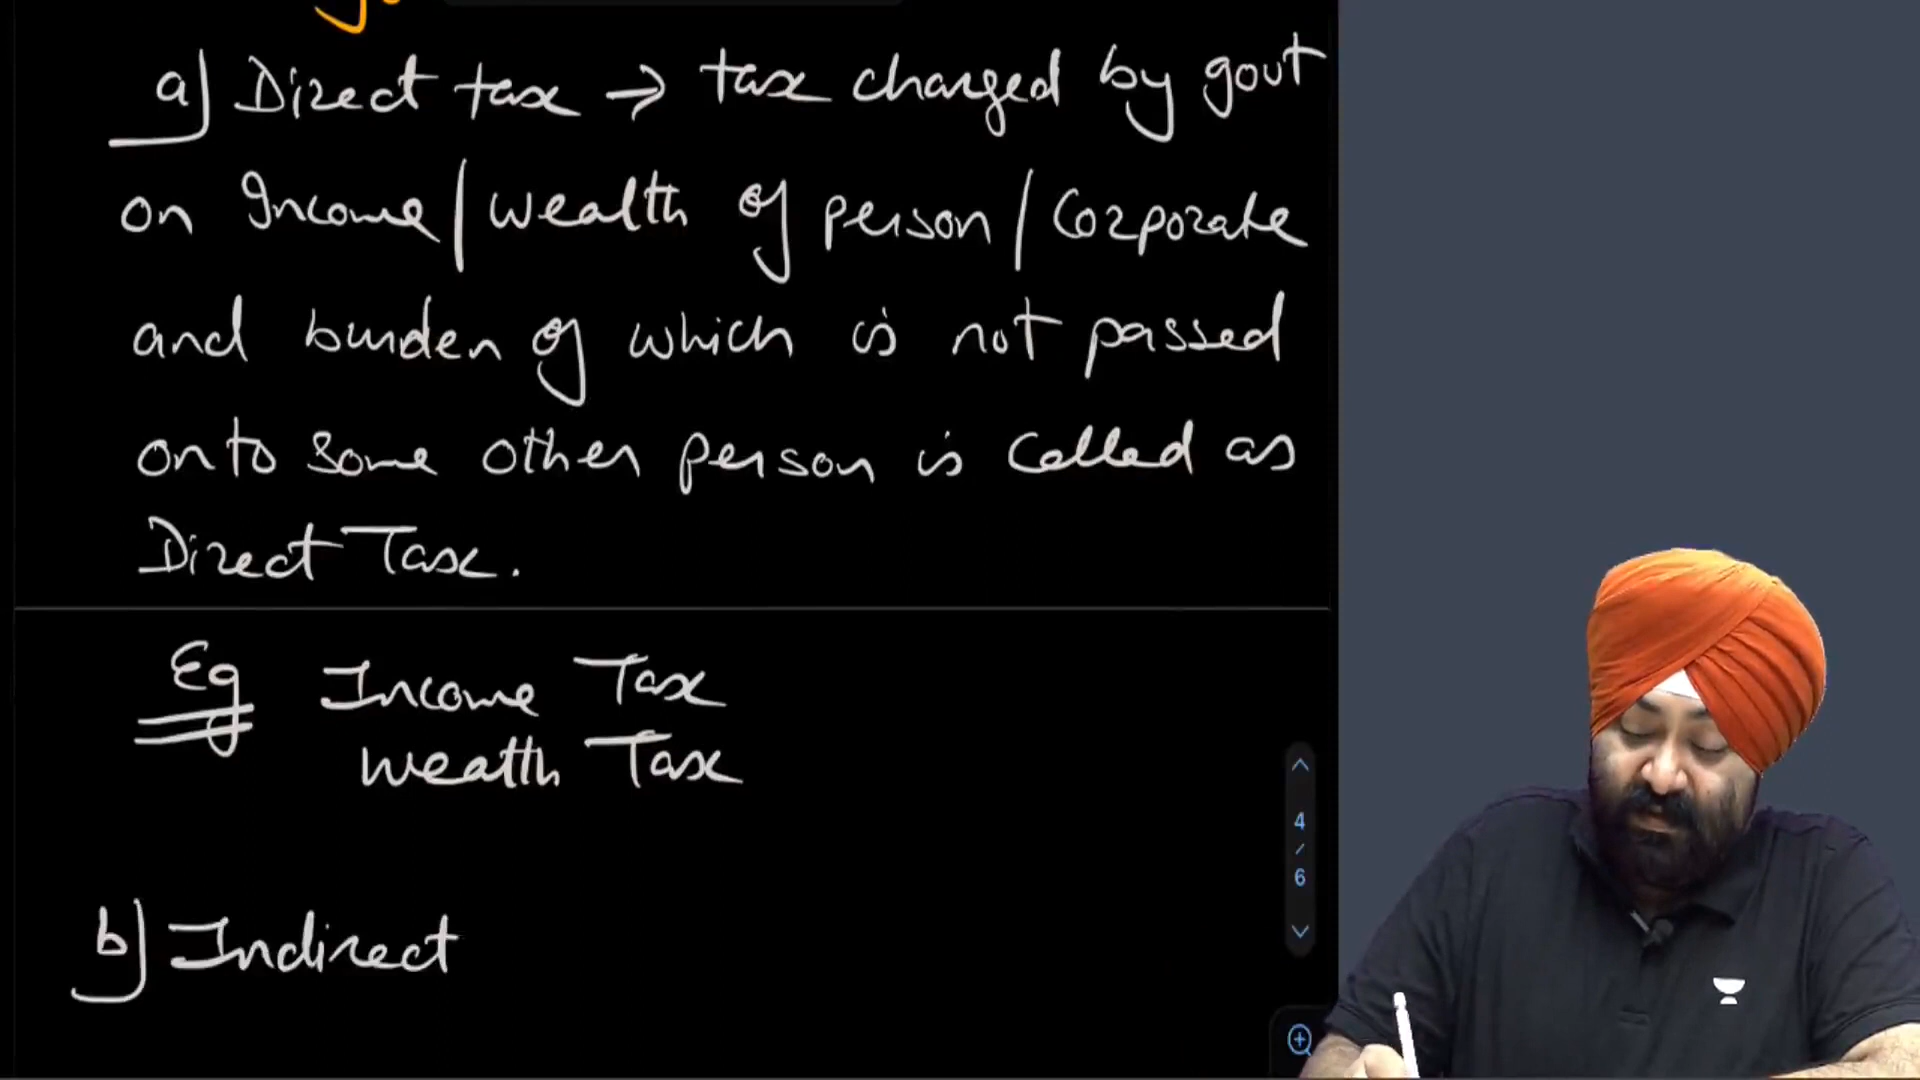 a) Direct tax → tax charged by govt
on Income/wealth of person/Corporate
and burden of which is not passed
onto some other person is called as
Direct Tax.
Eg Income Tax
Wealth Tax
4
/
6
b) Indirect